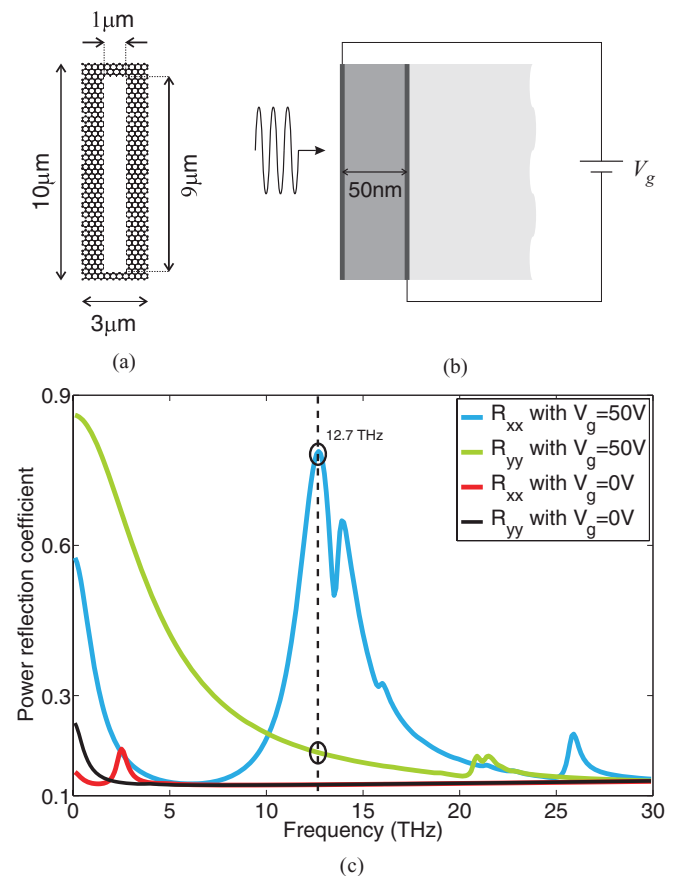 1μm
10μm
9μm
3μm
(a)
50nm
V_g
(b)
0.9
0.6
0.3
0.1
Power reflection coefficient
12.7 THz
R_xx with V_g=50V
R_yy with V_g=50V
R_xx with V_g=0V
R_yy with V_g=0V
0 5 10 15 20 25 30
Frequency (THz)
(c)